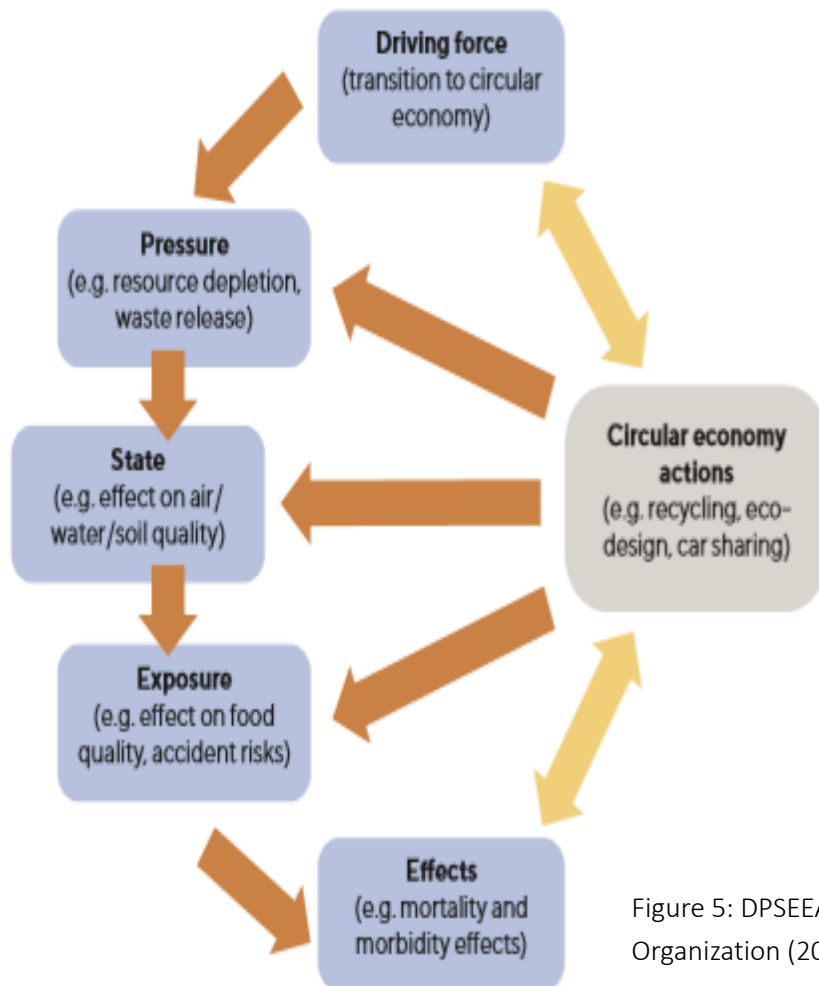 Driving force
(transition to circular
economy)
Pressure
(e.g. resource depletion,
waste release)
State
(e.g. effect on air/
water/soil quality)
Circular economy
actions
(e.g. recycling, eco-
design, car sharing)
Exposure
(e.g. effect on food
quality, accident risks)
Effects
(e.g. mortality and
morbidity effects)
Figure 5: DPSEEA
Organization (20